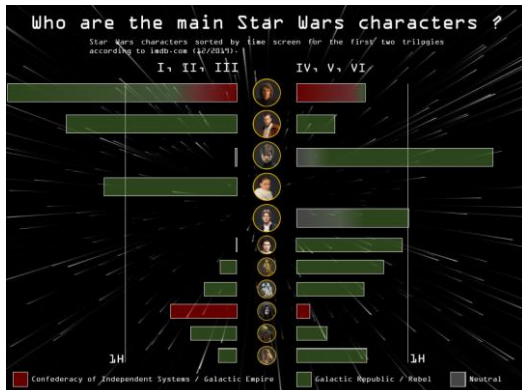 Who are the main Star Wars characters ?
Star Wars characters sorted by time screen for the first two trilogies
according to imdb.com (12/2019).
I, II, III
IV, V, VI
1H
1H
Confederacy of Independent Systems / Galactic Empire
Galactic Republic / Rebel
Neutral